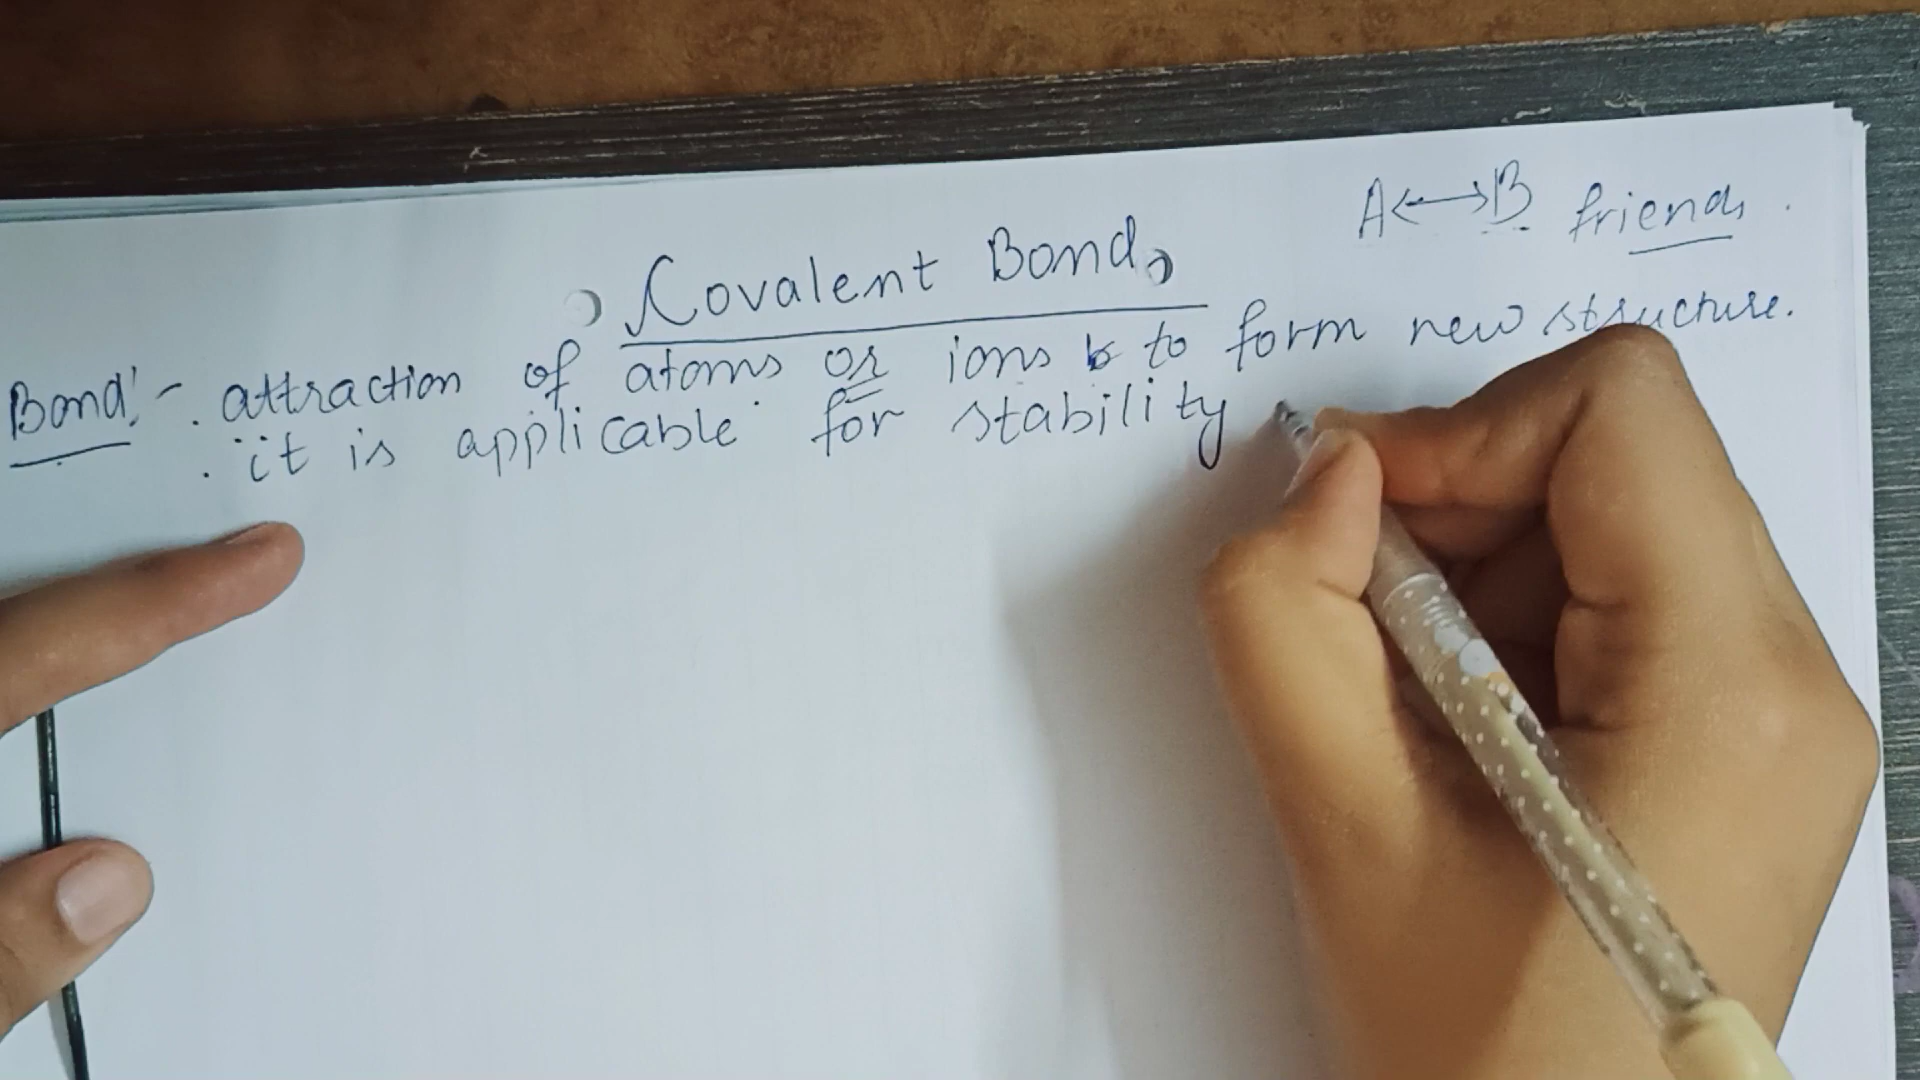 A<->B friends.
Covalent Bond
Bond:- . attraction of atoms or ions to form new structure.
. it is applicable for stability